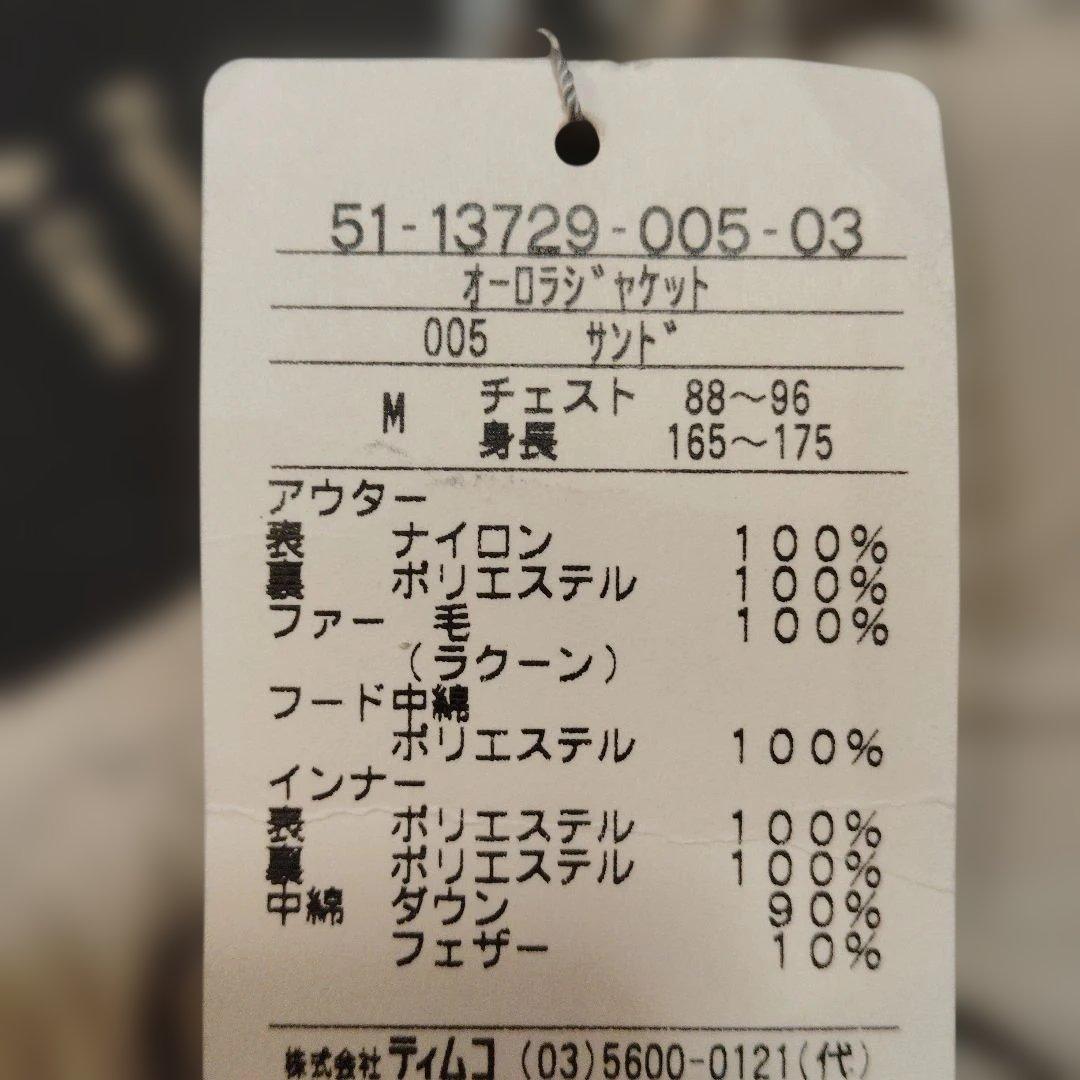 51-13729-005-03
オーロラジャケット
005 サンド
M チェスト 88～96
身長 165～175
アウター
表 ナイロン 100%
裏 ポリエステル 100%
ファー 毛 100%
(ラクーン)
フード中綿
ポリエステル 100%
インナー
表 ポリエステル 100%
裏 ポリエステル 100%
中綿 ダウン 90%
フェザー 10%
株式会社 ティムコ (03)5600-0121(代)